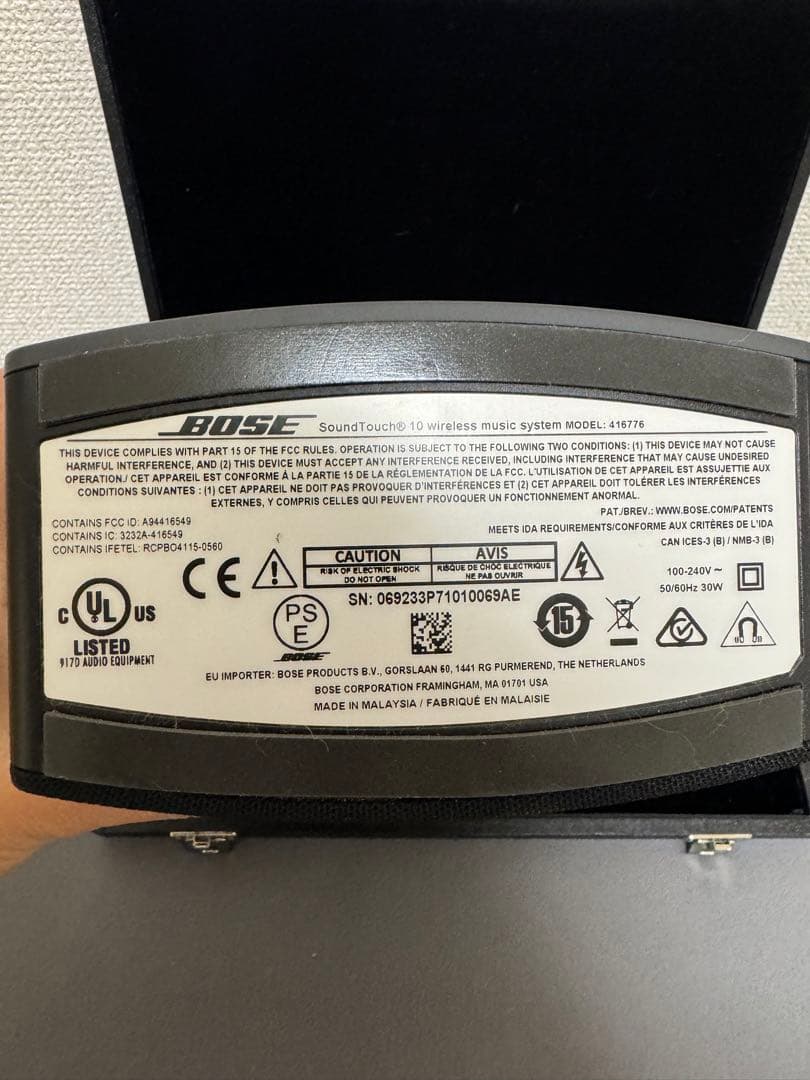 BOSE SoundTouch® 10 wireless music system MODEL: 416776
THIS DEVICE COMPLIES WITH PART 15 OF THE FCC RULES. OPERATION IS SUBJECT TO THE FOLLOWING TWO CONDITIONS: (1) THIS DEVICE MAY NOT CAUSE
HARMFUL INTERFERENCE, AND (2) THIS DEVICE MUST ACCEPT ANY INTERFERENCE RECEIVED, INCLUDING INTERFERENCE THAT MAY CAUSE UNDESIRED
OPERATION./ CET APPAREIL EST CONFORME À LA PARTIE 15 DE LA RÉGLEMENTATION DE LA FCC. L'UTILISATION DE CET APPAREIL EST ASSUJETTIE AUX
CONDITIONS SUIVANTES : (1) CET APPAREIL NE DOIT PAS PROVOQUER D'INTERFÉRENCES ET (2) CET APPAREIL DOIT TOLÉRER LES INTERFÉRENCES
EXTERNES, Y COMPRIS CELLES QUI PEUVENT PROVOQUER UN FONCTIONNEMENT ANORMAL.
PAT./BREV.: WWW.BOSE.COM/PATENTS
MEETS IDA REQUIREMENTS/CONFORME AUX CRITÈRES DE L'IDA
CAN ICES-3 (B) / NMB-3 (B)
CONTAINS FCC ID: A94416549
CONTAINS IC: 3232A-416549
CONTAINS IFETEL: RCPBO4115-0560
CE
CAUTION AVIS
RISK OF ELECTRIC SHOCK DO NOT OPEN
RISQUE DE CHOC ÉLECTRIQUE NE PAS OUVRIR
100-240V ~
50/60Hz 30W
SN: 069233P71010069AE
C UL US
LISTED
917D AUDIO EQUIPMENT
PS
E
BOSE
15
EU IMPORTER: BOSE PRODUCTS B.V., GORSLAAN 60, 1441 RG PURMEREND, THE NETHERLANDS
BOSE CORPORATION FRAMINGHAM, MA 01701 USA
MADE IN MALAYSIA / FABRIQUÉ EN MALAISIE